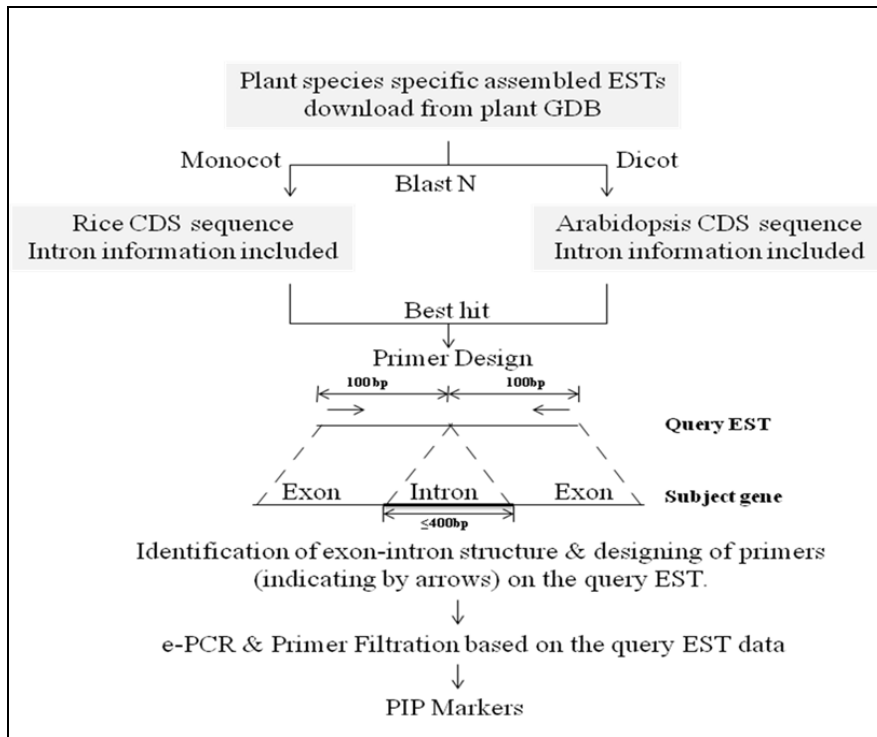 Plant species specific assembled ESTs
download from plant GDB
Monocot
Dicot
Blast N
Rice CDS sequence
Intron information included
Arabidopsis CDS sequence
Intron information included
Best hit
Primer Design
100bp
100bp
Query EST
Exon
Intron
Exon
Subject gene
≤400bp
Identification of exon-intron structure & designing of primers
(indicating by arrows) on the query EST.
e-PCR & Primer Filtration based on the query EST data
PIP Markers